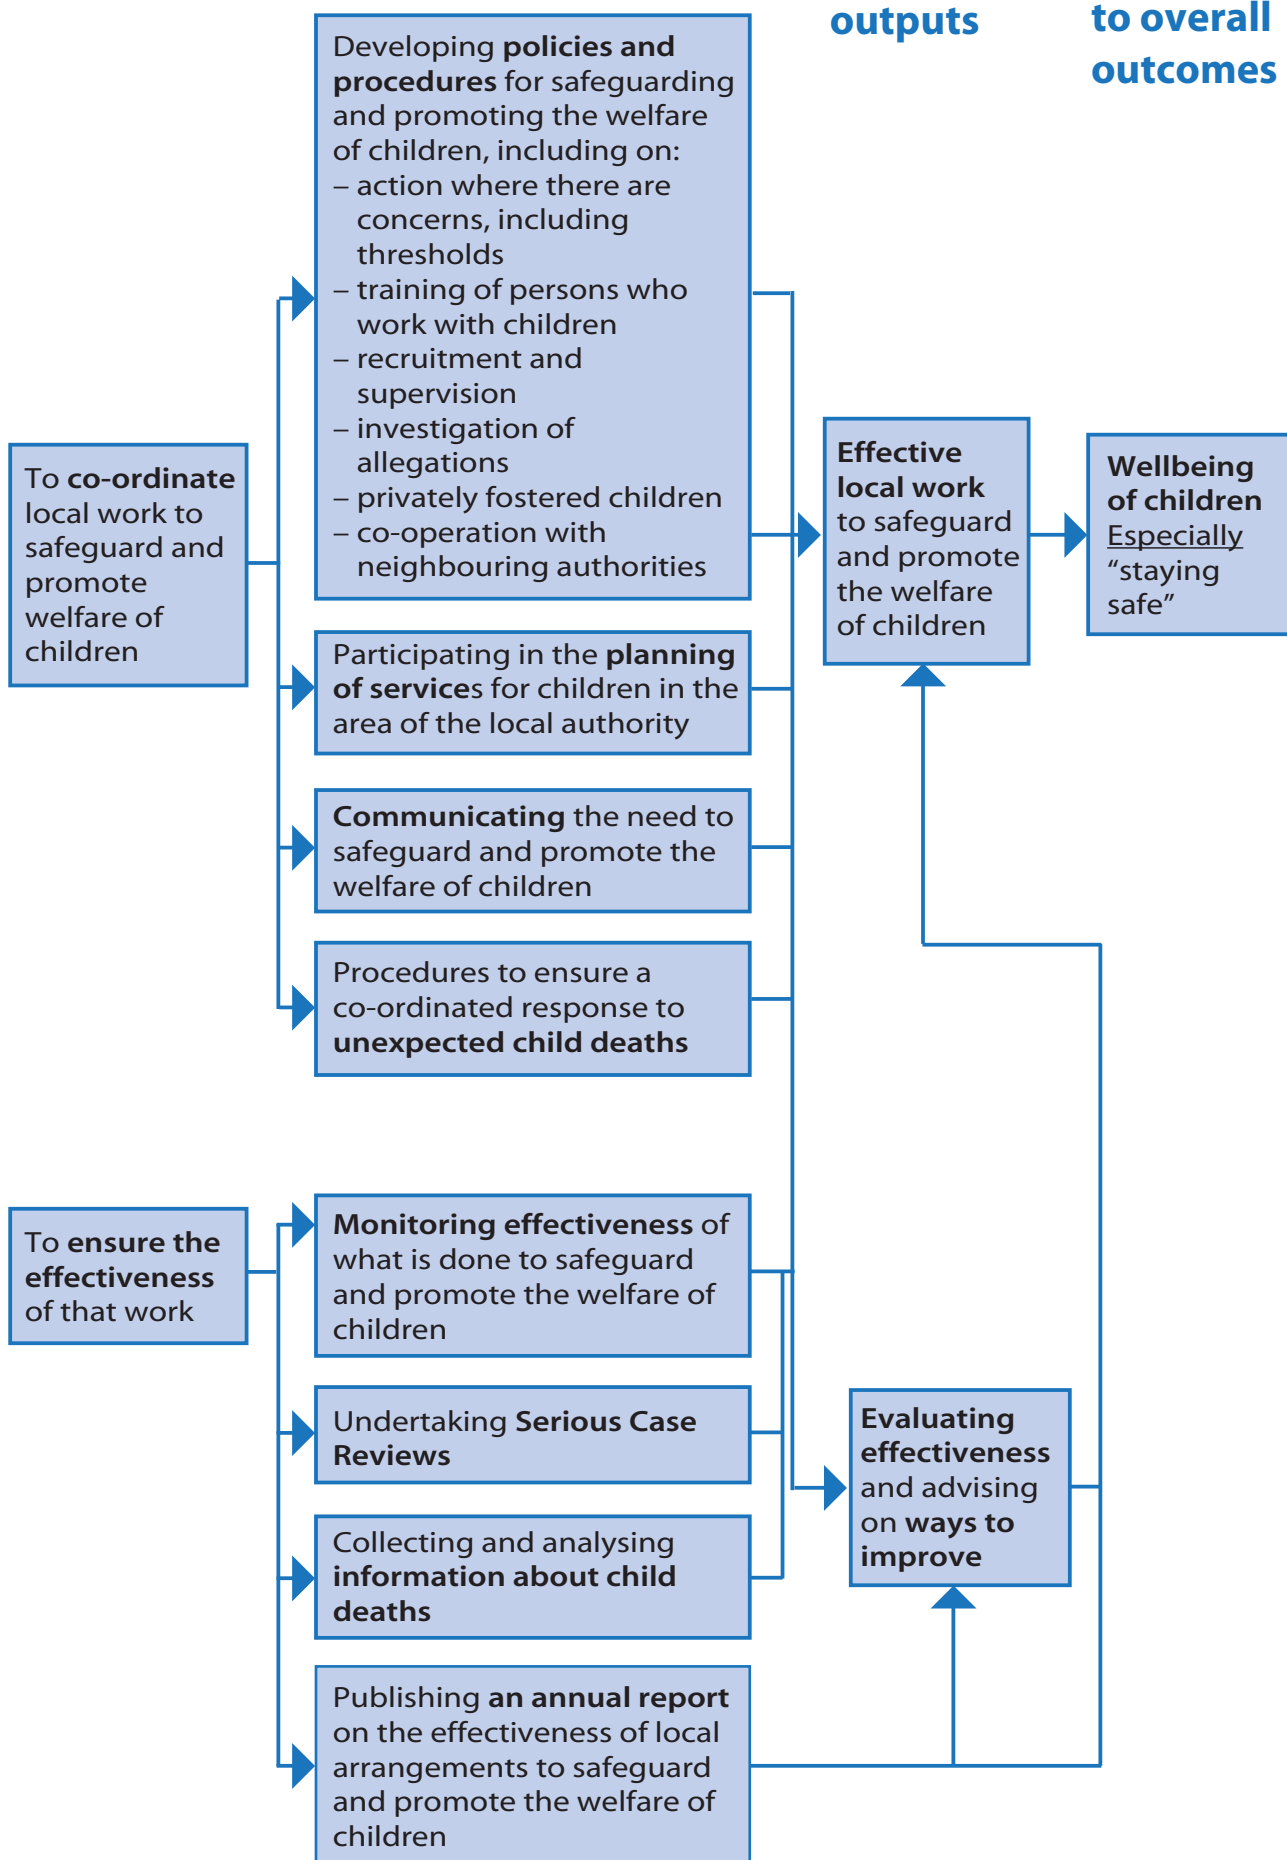 outputs
to overall
outcomes
Developing policies and
procedures for safeguarding
and promoting the welfare
of children, including on:
– action where there are
concerns, including
thresholds
– training of persons who
work with children
– recruitment and
supervision
– investigation of
allegations
– privately fostered children
– co-operation with
neighbouring authorities
To co-ordinate
local work to
safeguard and
promote
welfare of
children
Effective
local work
to safeguard
and promote
the welfare
of children
Wellbeing
of children
Especially
“staying
safe”
Participating in the planning
of services for children in the
area of the local authority
Communicating the need to
safeguard and promote the
welfare of children
Procedures to ensure a
co-ordinated response to
unexpected child deaths
To ensure the
effectiveness
of that work
Monitoring effectiveness of
what is done to safeguard
and promote the welfare of
children
Undertaking Serious Case
Reviews
Evaluating
effectiveness
and advising
on ways to
improve
Collecting and analysing
information about child
deaths
Publishing an annual report
on the effectiveness of local
arrangements to safeguard
and promote the welfare of
children